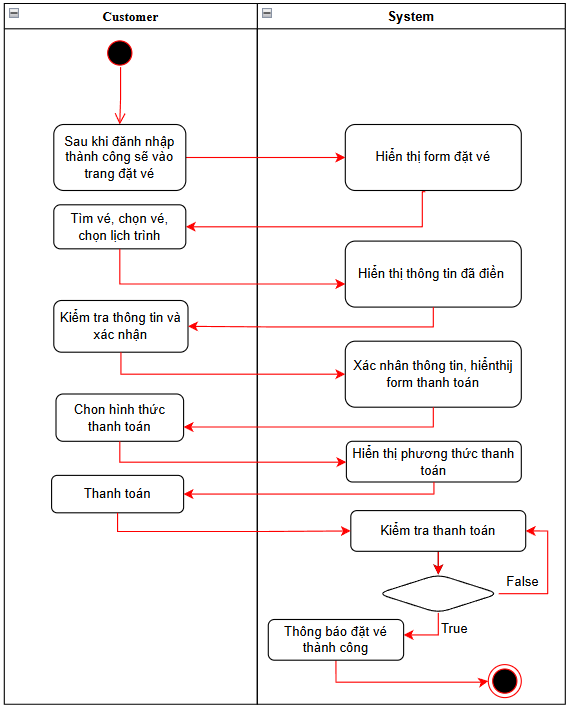 Customer
System
Sau khi đănh nhập
thành công sẽ vào
trang đặt vé
Hiển thị form đặt vé
Tìm vé, chọn vé,
chọn lịch trình
Hiển thị thông tin đã điền
Kiểm tra thông tin và
xác nhận
Xác nhân thông tin, hiểnthij
form thanh toán
Chon hình thức
thanh toán
Hiển thị phương thức thanh
toán
Thanh toán
Kiểm tra thanh toán
False
True
Thông báo đặt vé
thành công